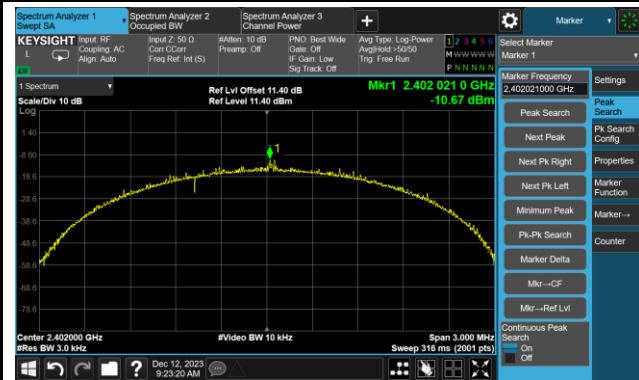 Spectrum Analyzer 1
Swept SA
Spectrum Analyzer 2
Occupied BW
Spectrum Analyzer 3
Channel Power
Marker
KEYSIGHT
L
Input: RF
Coupling: AC
Align: Auto
Input Z: 50 Ω
Corr CCorr
Freq Ref: Int (S)
#Atten: 10 dB
Preamp: Off
PNO: Best Wide
Gate: Off
IF Gain: Low
Sig Track: Off
Avg Type: Log-Power
Avg|Hold:>50/50
Trig: Free Run
1 2 3 4 5 6
M W W W W W
P N N N N N
Select Marker
Marker 1
1 Spectrum
Scale/Div 10 dB
Ref Lvl Offset 11.40 dB
Ref Level 11.40 dBm
Mkr1 2.402 021 0 GHz
-10.67 dBm
Log
1.40
-8.60
-18.6
-28.6
-38.6
-48.6
-58.6
-68.6
-78.6
1
Center 2.402000 GHz
#Res BW 3.0 kHz
#Video BW 10 kHz
Span 3.000 MHz
Sweep 316 ms (2001 pts)
Marker Frequency
2.402021000 GHz
Peak Search
Next Peak
Next Pk Right
Next Pk Left
Minimum Peak
Pk-Pk Search
Marker Delta
Mkr→CF
Mkr→Ref Lvl
Continuous Peak
Search
On
Off
Settings
Peak
Search
Pk Search
Config
Properties
Marker
Function
Marker→
Counter
Dec 12, 2023
9:23:20 AM